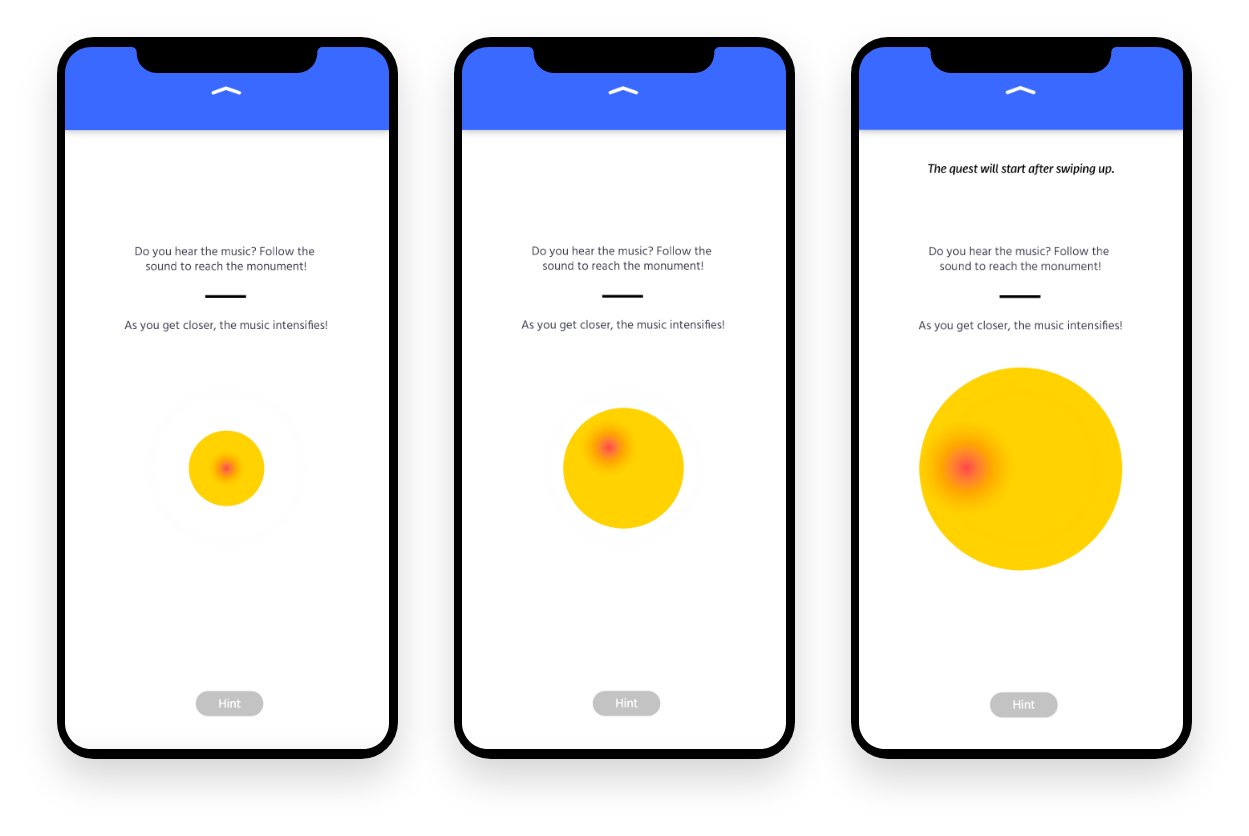 Do you hear the music? Follow the
sound to reach the monument!
As you get closer, the music intensifies!
Hint
Do you hear the music? Follow the
sound to reach the monument!
As you get closer, the music intensifies!
Hint
The quest will start after swiping up.
Do you hear the music? Follow the
sound to reach the monument!
As you get closer, the music intensifies!
Hint